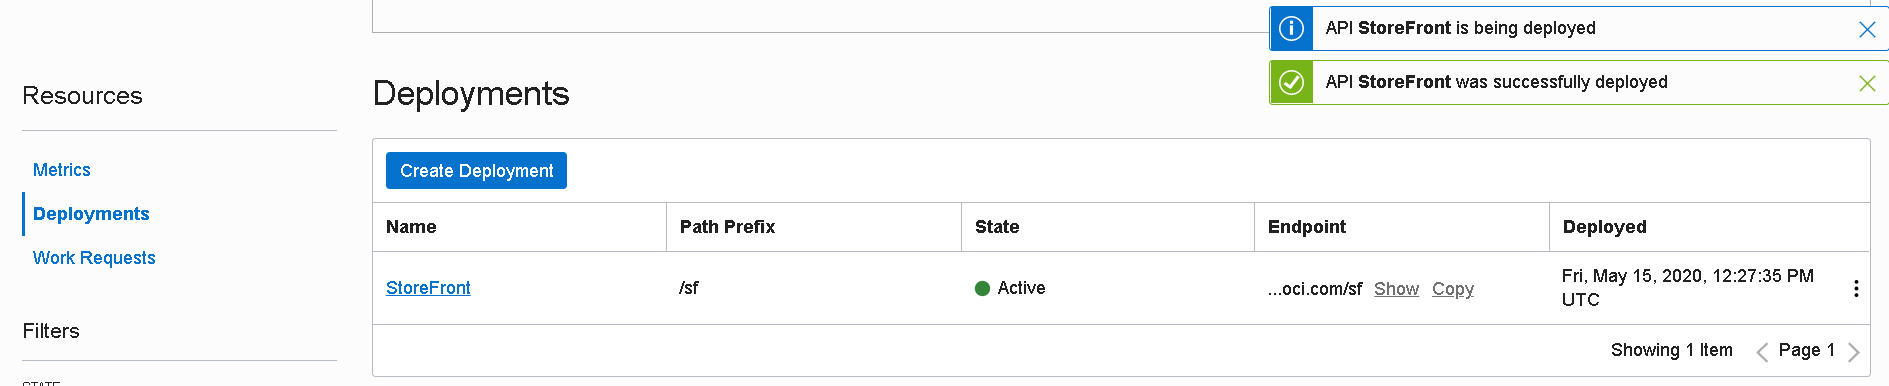 API StoreFront is being deployed
API StoreFront was successfully deployed
Resources
Metrics
Deployments
Work Requests
Filters
STATE
Deployments
Create Deployment
Name Path Prefix State Endpoint Deployed
StoreFront /sf Active ...oci.com/sf Show Copy Fri, May 15, 2020, 12:27:35 PM
UTC
Showing 1 Item Page 1